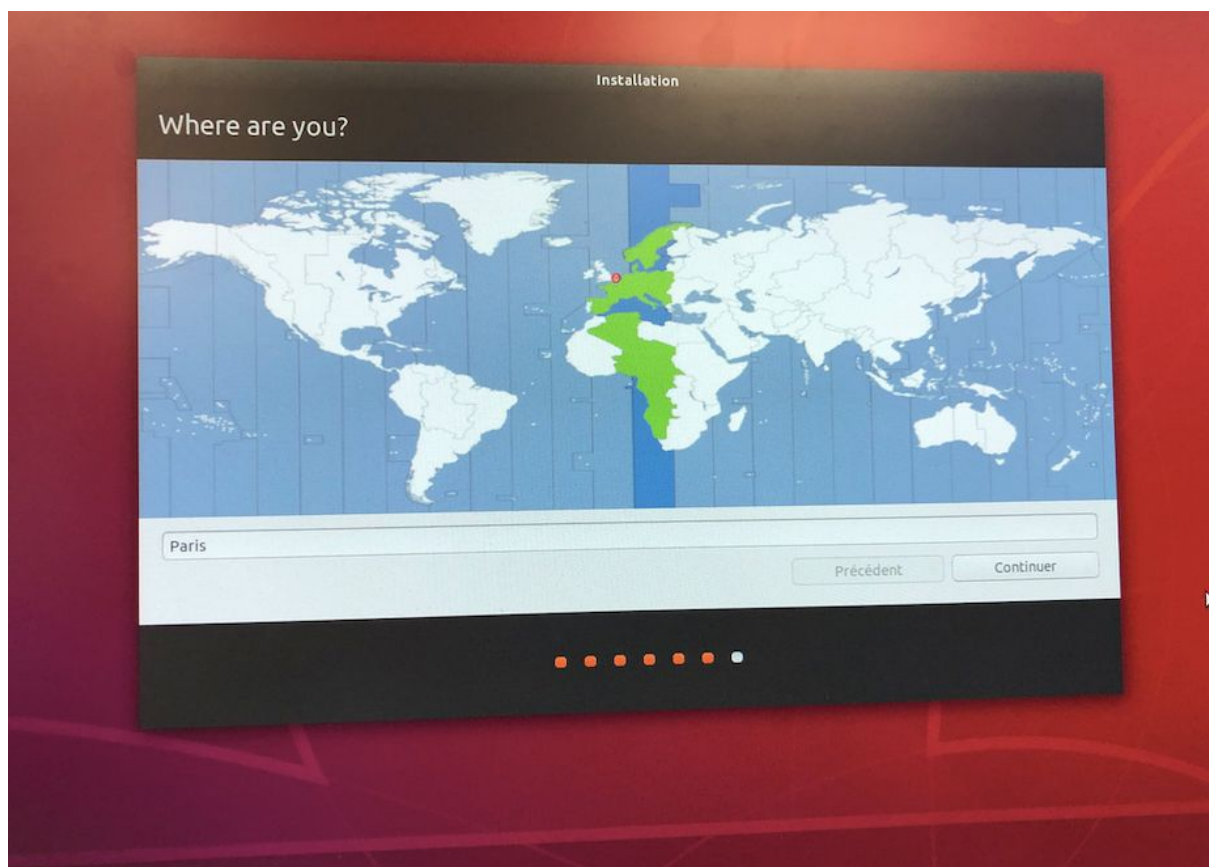 Installation
Where are you?
Paris
Précédent
Continuer